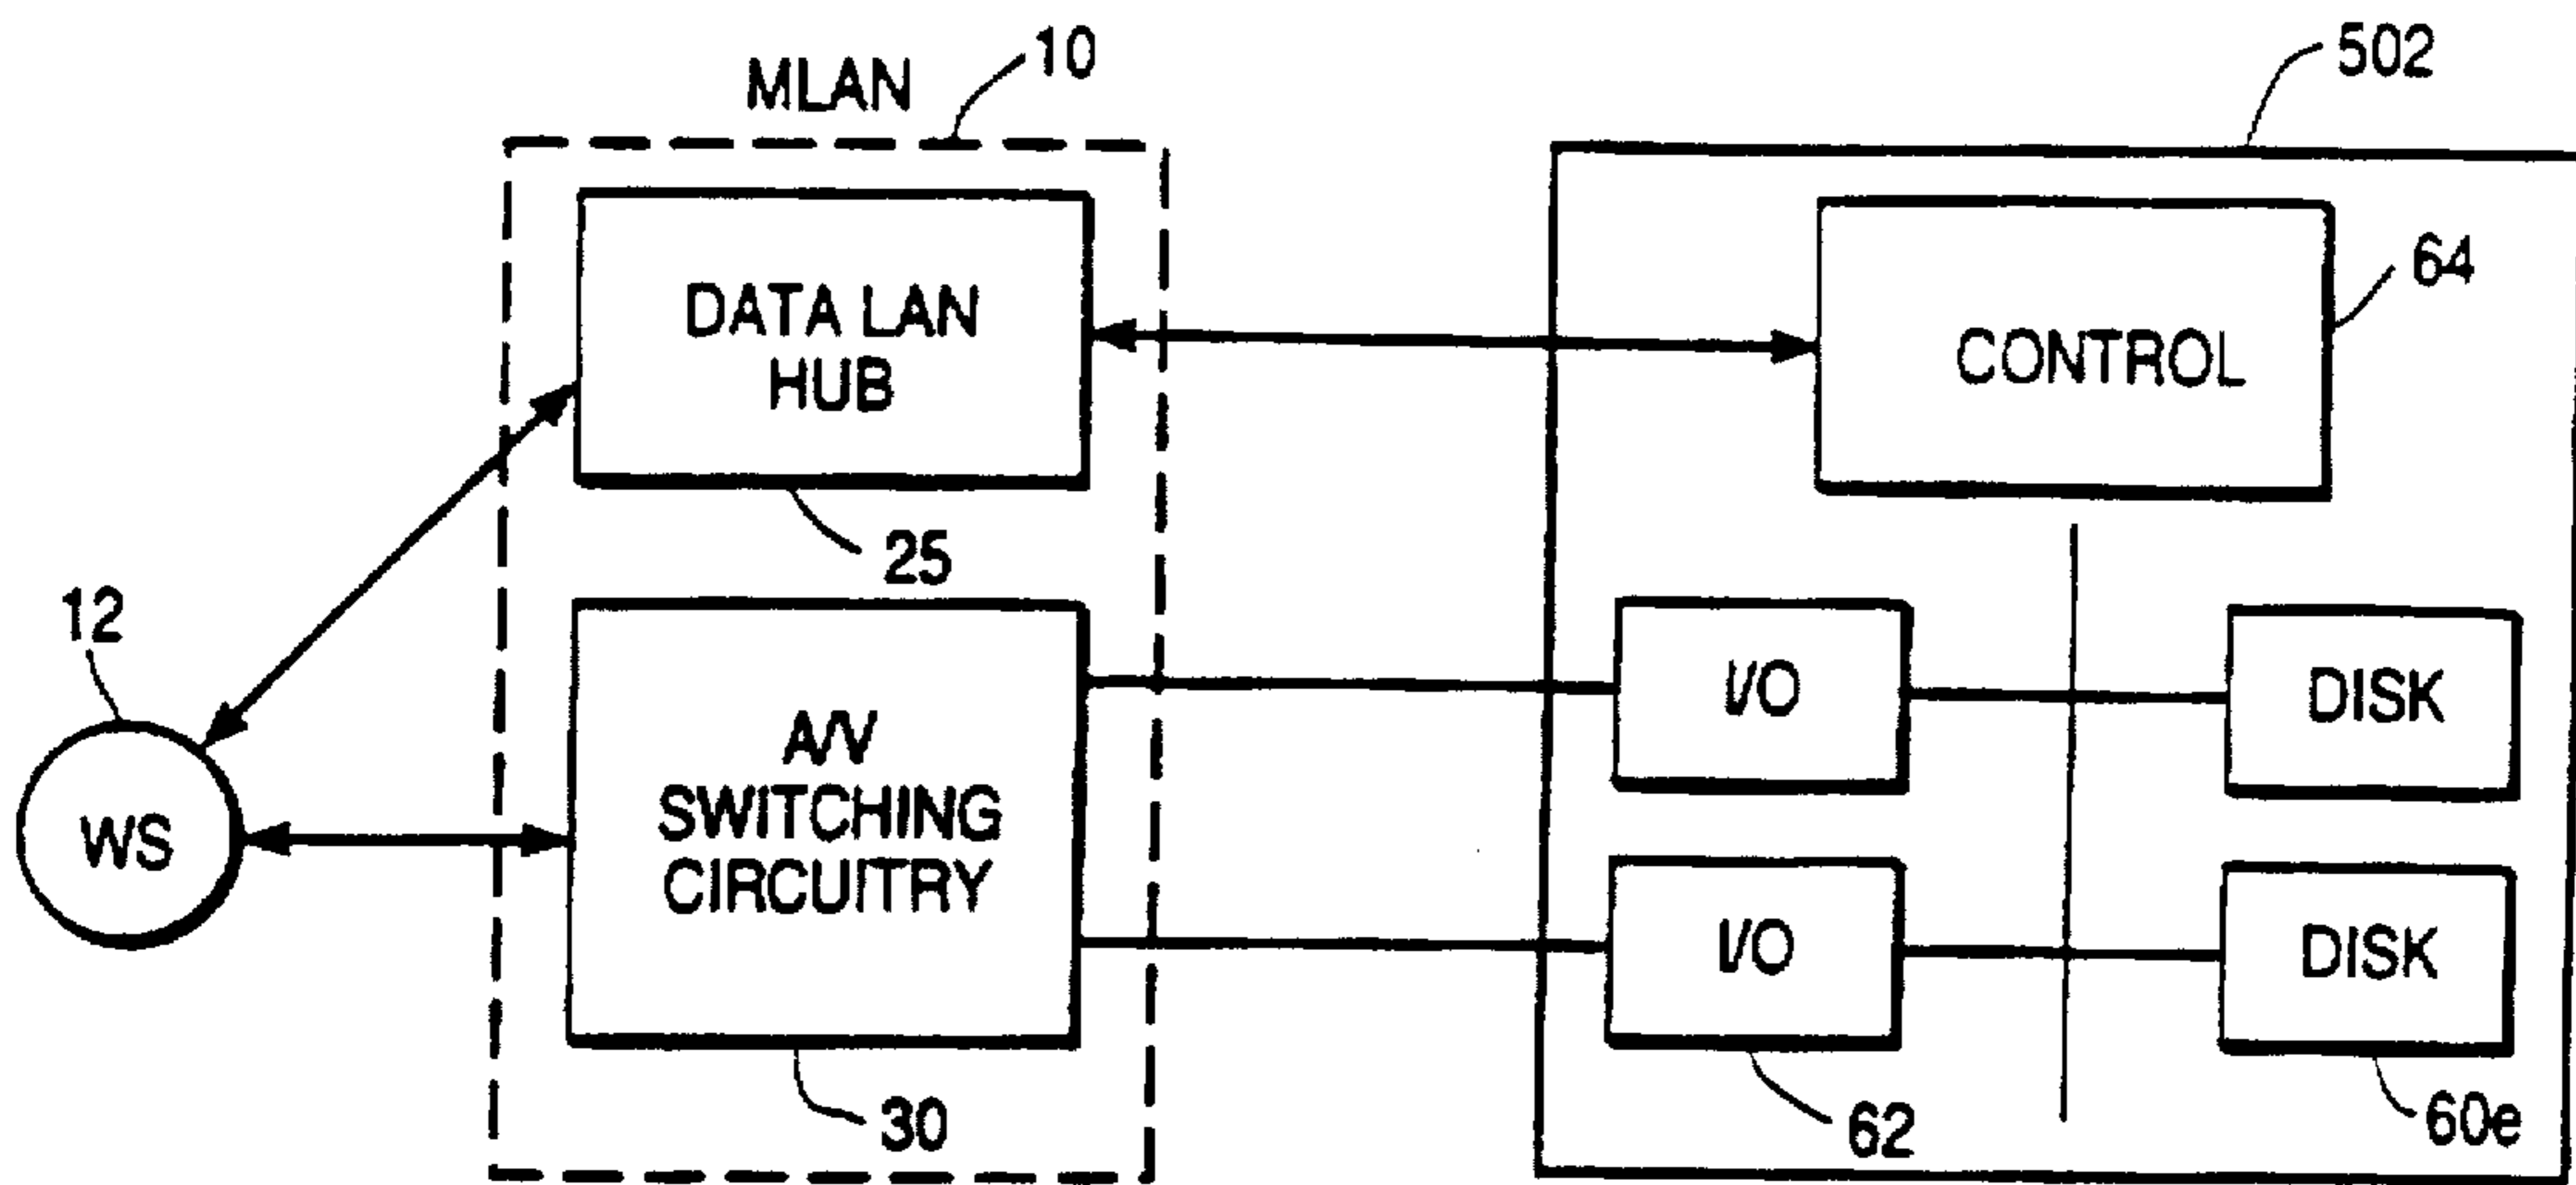 MLAN
10
502
DATA LAN
HUB
25
CONTROL
64
12
WS
A/V
SWITCHING
CIRCUITRY
30
I/O
DISK
I/O
62
DISK
60e